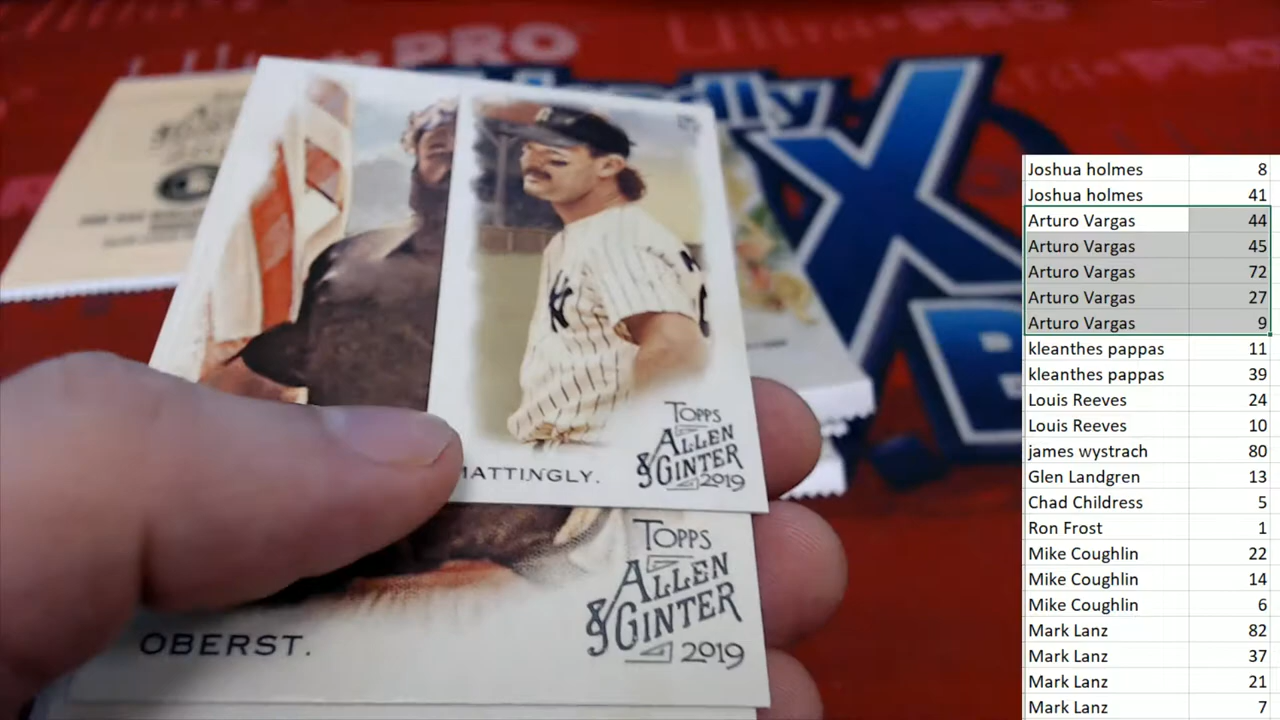 Ultra PRO
Ultra PRO
X
B
MATTINGLY.
TOPPS
ALLEN
& GINTER
2019
OBERST.
TOPPS
ALLEN
& GINTER
2019
Joshua holmes 8
Joshua holmes 41
Arturo Vargas 44
Arturo Vargas 45
Arturo Vargas 72
Arturo Vargas 27
Arturo Vargas 9
kleanthes pappas 11
kleanthes pappas 39
Louis Reeves 24
Louis Reeves 10
james wystrach 80
Glen Landgren 13
Chad Childress 5
Ron Frost 1
Mike Coughlin 22
Mike Coughlin 14
Mike Coughlin 6
Mark Lanz 82
Mark Lanz 37
Mark Lanz 21
Mark Lanz 7